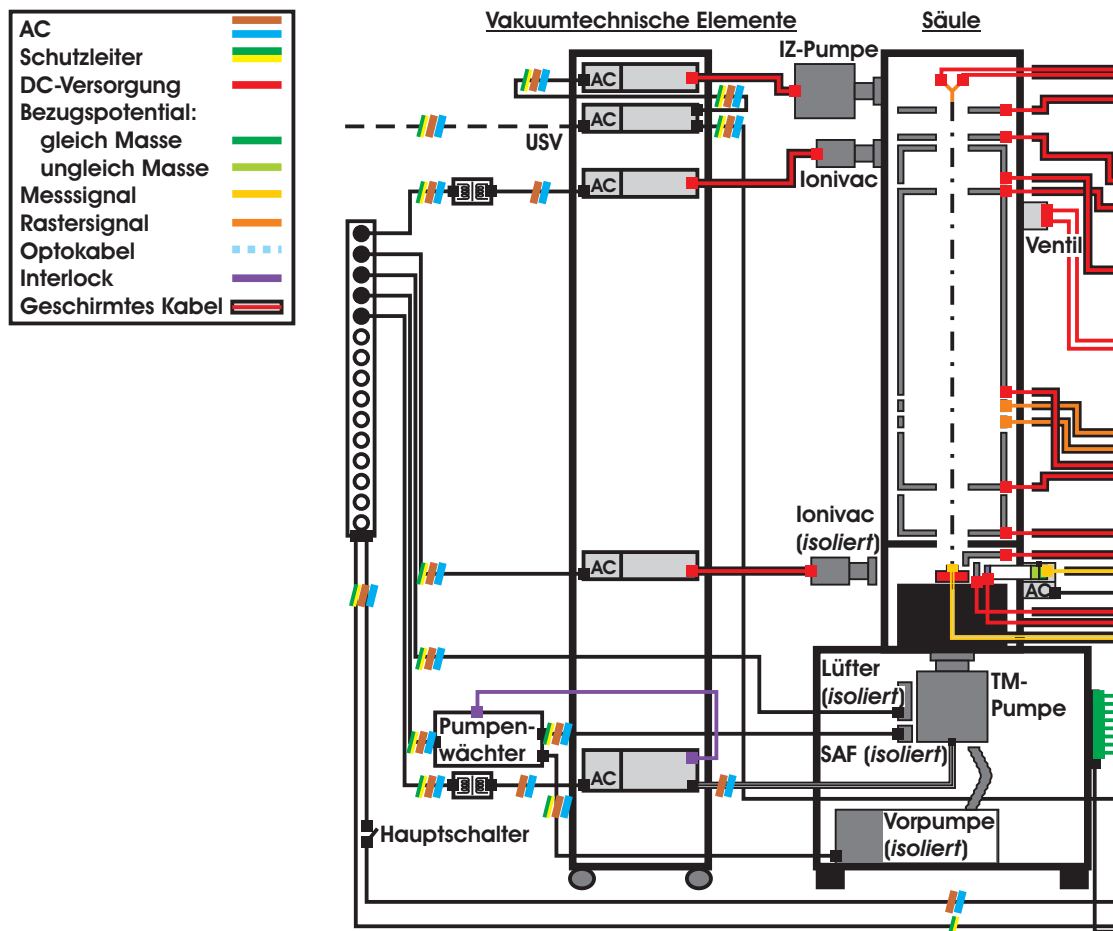 AC
Schutzleiter
DC-Versorgung
Bezugspotential:
gleich Masse
ungleich Masse
Messsignal
Rastersignal
Optokabel
Interlock
Geschirmtes Kabel
Vakuumtechnische Elemente
Säule
IZ-Pumpe
AC
AC
USV
AC
Ionivac
Ventil
Ionivac
(isoliert)
AC
AC
Lüfter
(isoliert)
TM-
Pumpe
Pumpen-
wächter
SAF (isoliert)
AC
Hauptschalter
Vorpumpe
(isoliert)